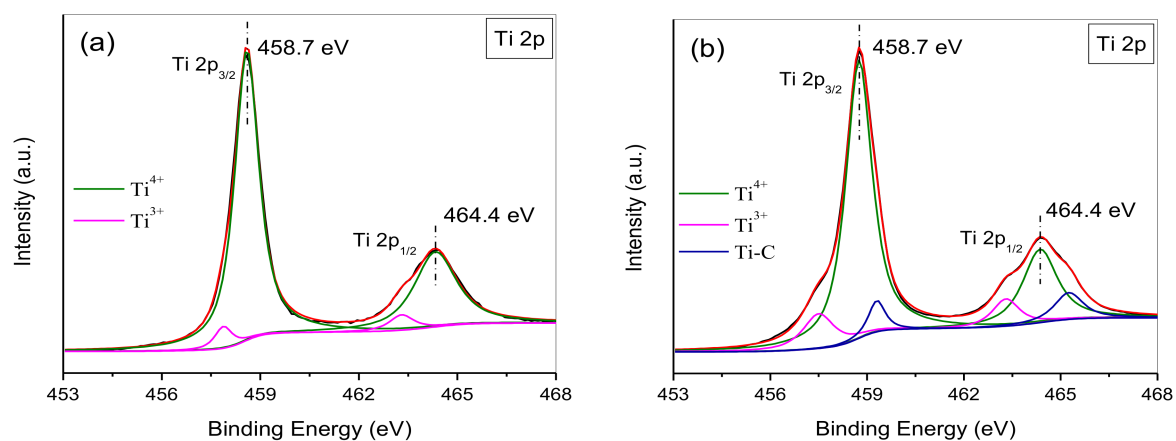 (a)
458.7 eV
Ti 2p
Ti 2p3/2
Ti4+
Ti3+
464.4 eV
Ti 2p1/2
Intensity (a.u.)
453 456 459 462 465 468
Binding Energy (eV)
(b)
458.7 eV
Ti 2p
Ti 2p3/2
Ti4+
Ti3+
Ti-C
464.4 eV
Ti 2p1/2
Intensity (a.u.)
453 456 459 462 465 468
Binding Energy (eV)